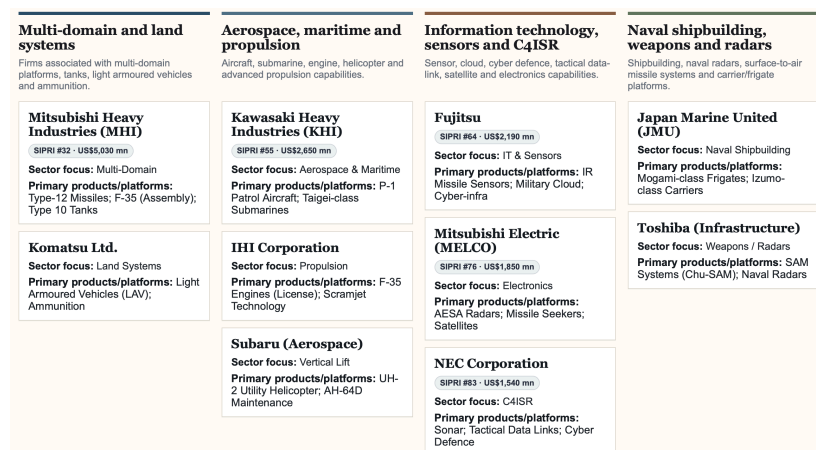 Multi-domain and land
systems
Firms associated with multi-domain
platforms, tanks, light armoured vehicles
and ammunition.
Mitsubishi Heavy
Industries (MHI)
SIPRI #32 · US$5,030 mn
Sector focus: Multi-Domain
Primary products/platforms:
Type-12 Missiles; F-35 (Assembly);
Type 10 Tanks
Komatsu Ltd.
Sector focus: Land Systems
Primary products/platforms: Light
Armoured Vehicles (LAV);
Ammunition
Aerospace, maritime and
propulsion
Aircraft, submarine, engine, helicopter and
advanced propulsion capabilities.
Kawasaki Heavy
Industries (KHI)
SIPRI #55 · US$2,650 mn
Sector focus: Aerospace & Maritime
Primary products/platforms: P-1
Patrol Aircraft; Taigei-class
Submarines
IHI Corporation
Sector focus: Propulsion
Primary products/platforms: F-35
Engines (License); Scramjet
Technology
Subaru (Aerospace)
Sector focus: Vertical Lift
Primary products/platforms: UH-
2 Utility Helicopter; AH-64D
Maintenance
Information technology,
sensors and C4ISR
Sensor, cloud, cyber defence, tactical data-
link, satellite and electronics capabilities.
Fujitsu
SIPRI #64 · US$2,190 mn
Sector focus: IT & Sensors
Primary products/platforms: IR
Missile Sensors; Military Cloud;
Cyber-infra
Mitsubishi Electric
(MELCO)
SIPRI #76 · US$1,850 mn
Sector focus: Electronics
Primary products/platforms:
AESA Radars; Missile Seekers;
Satellites
NEC Corporation
SIPRI #83 · US$1,540 mn
Sector focus: C4ISR
Primary products/platforms:
Sonar; Tactical Data Links; Cyber
Defence
Naval shipbuilding,
weapons and radars
Shipbuilding, naval radars, surface-to-air
missile systems and carrier/frigate
platforms.
Japan Marine United
(JMU)
Sector focus: Naval Shipbuilding
Primary products/platforms:
Mogami-class Frigates; Izumo-
class Carriers
Toshiba (Infrastructure)
Sector focus: Weapons / Radars
Primary products/platforms: SAM
Systems (Chu-SAM); Naval Radars